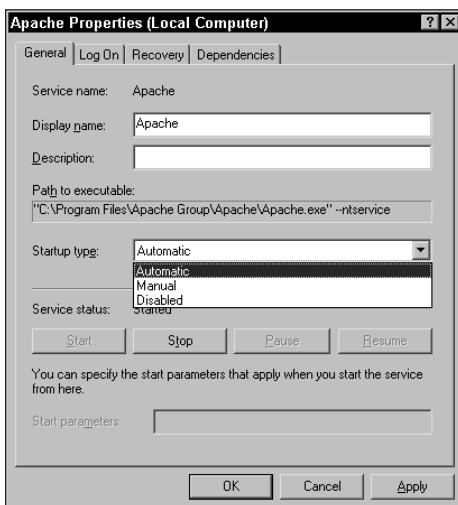 Apache Properties (Local Computer)
General Log On Recovery Dependencies
Service name: Apache
Display name: Apache
Description:
Path to executable:
"C:\Program Files\Apache Group\Apache\Apache.exe" --ntservice
Startup type: Automatic
Automatic
Manual
Disabled
Service status: Started
Start Stop Pause Resume
You can specify the start parameters that apply when you start the service
from here.
Start parameters:
OK Cancel Apply